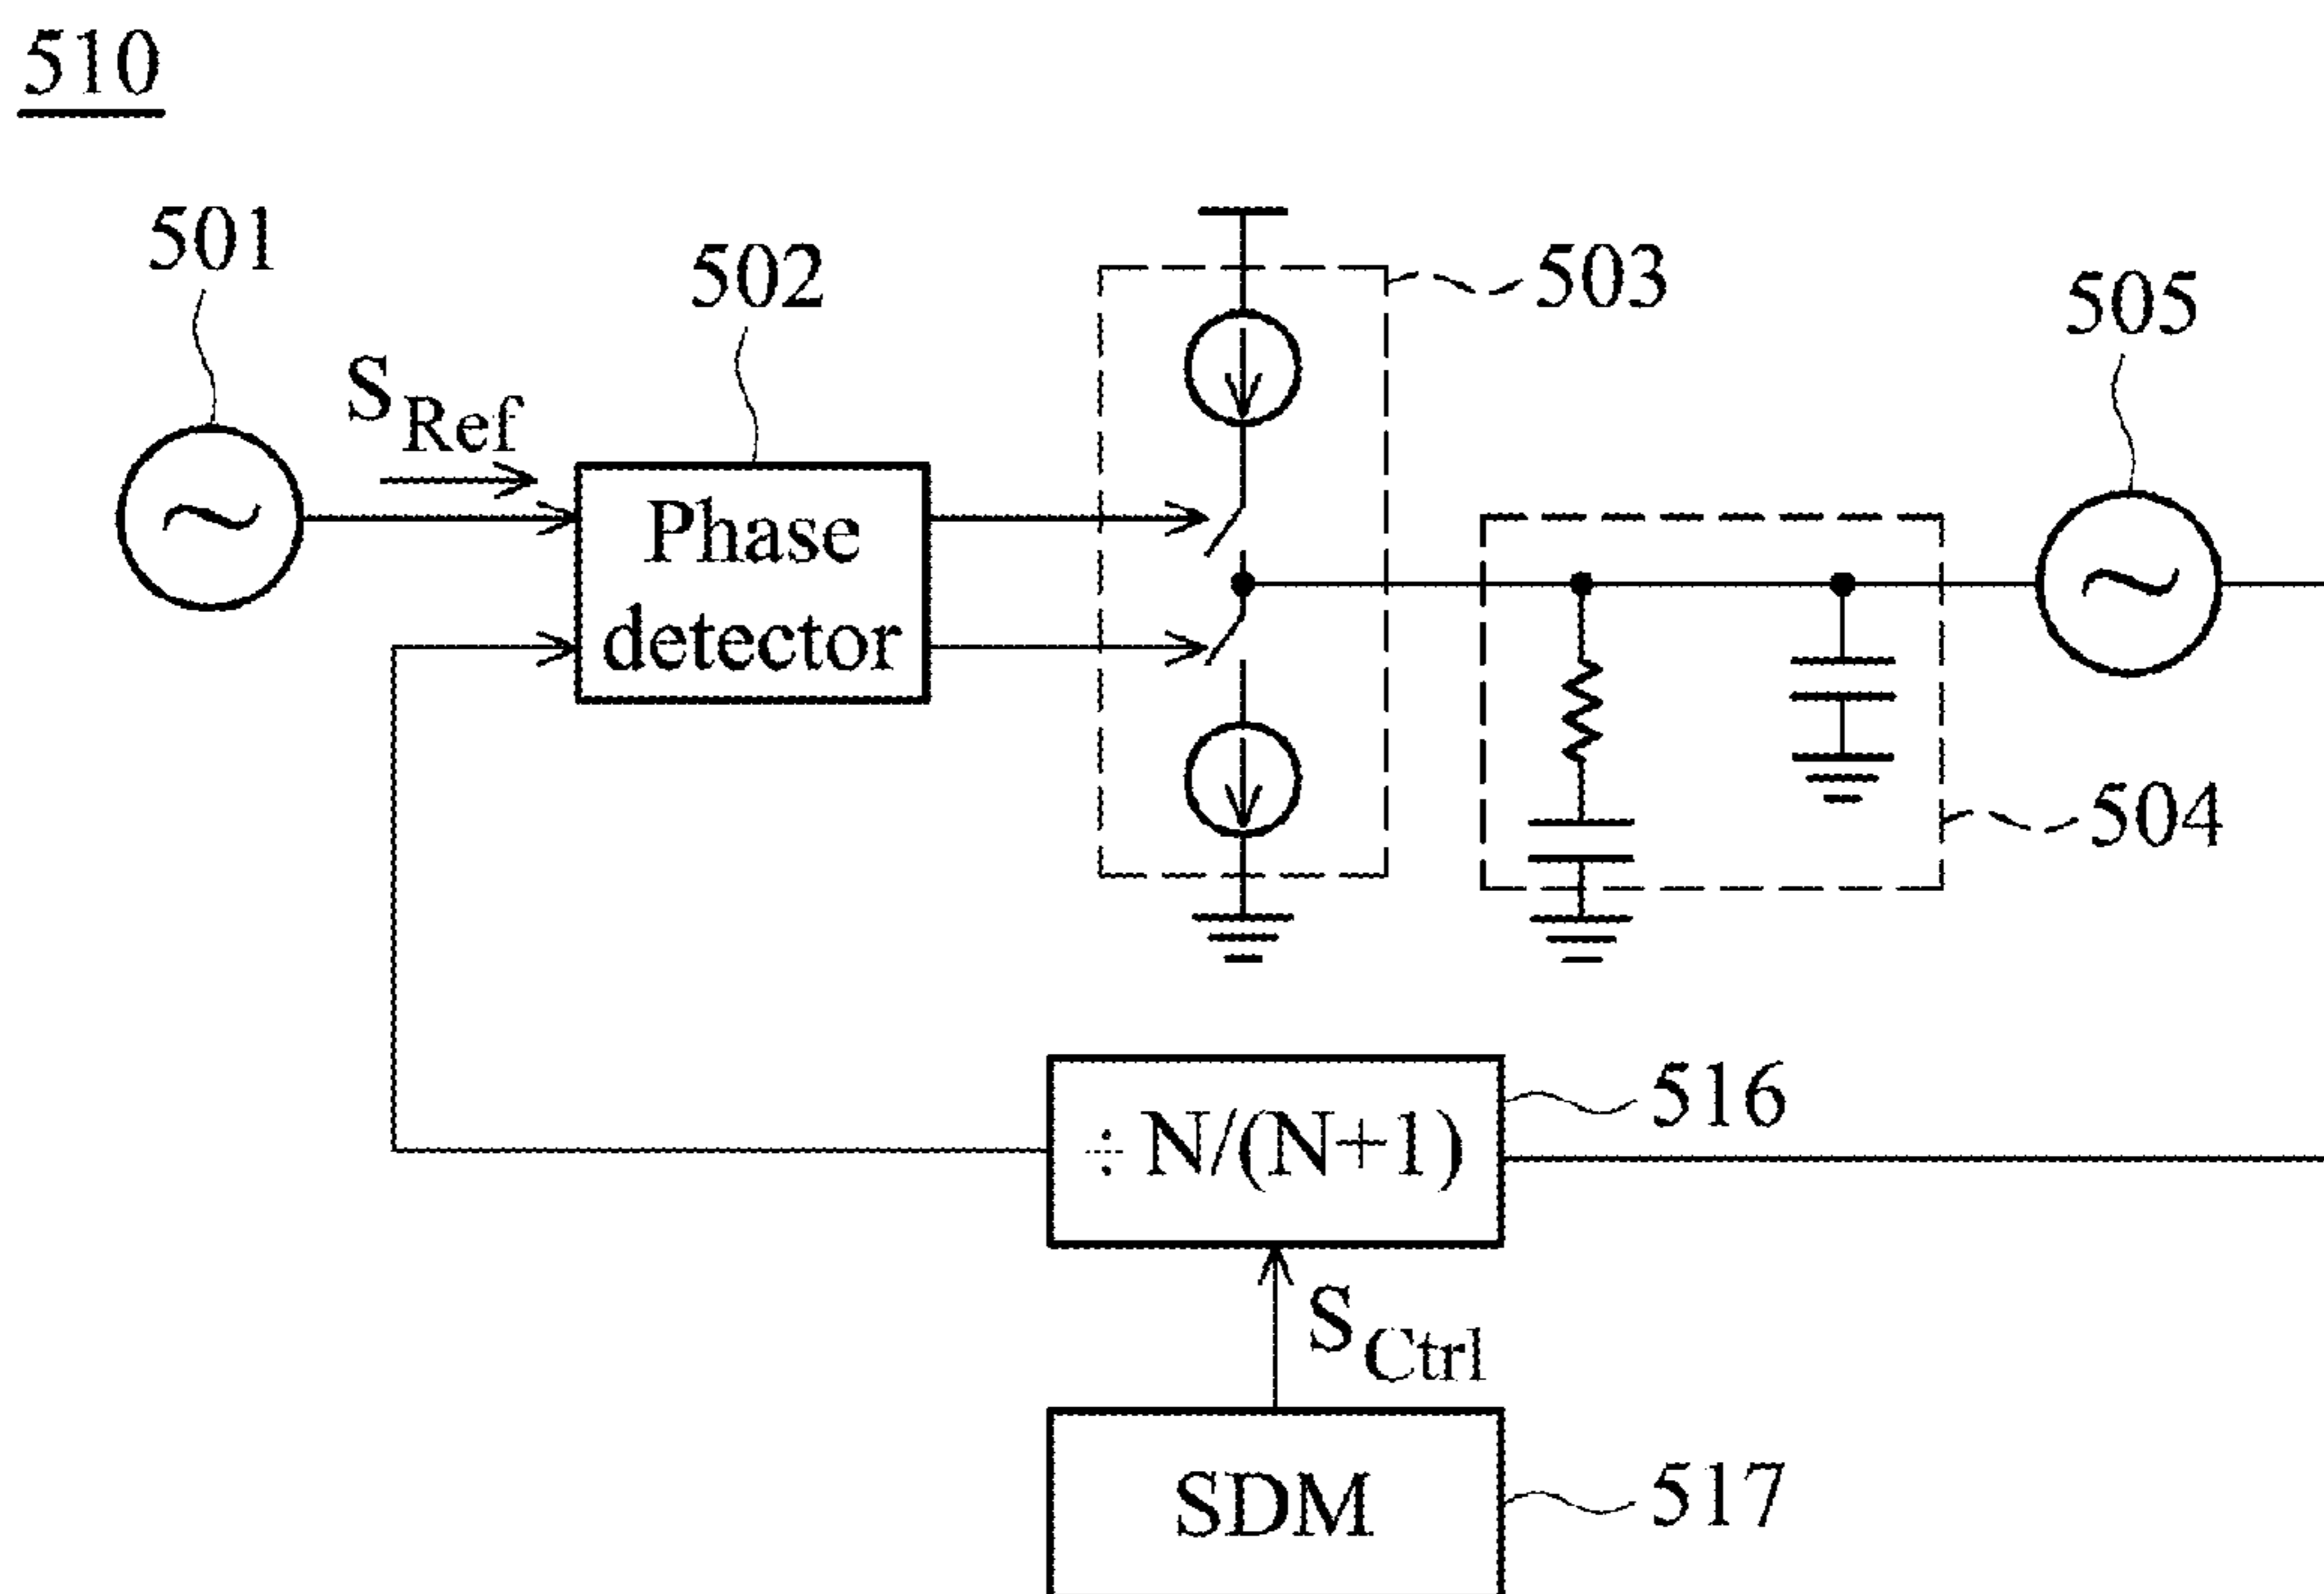 510
501
502
503
505
S_Ref
Phase
detector
504
÷ N/(N+1)
516
S_Ctrl
SDM
517